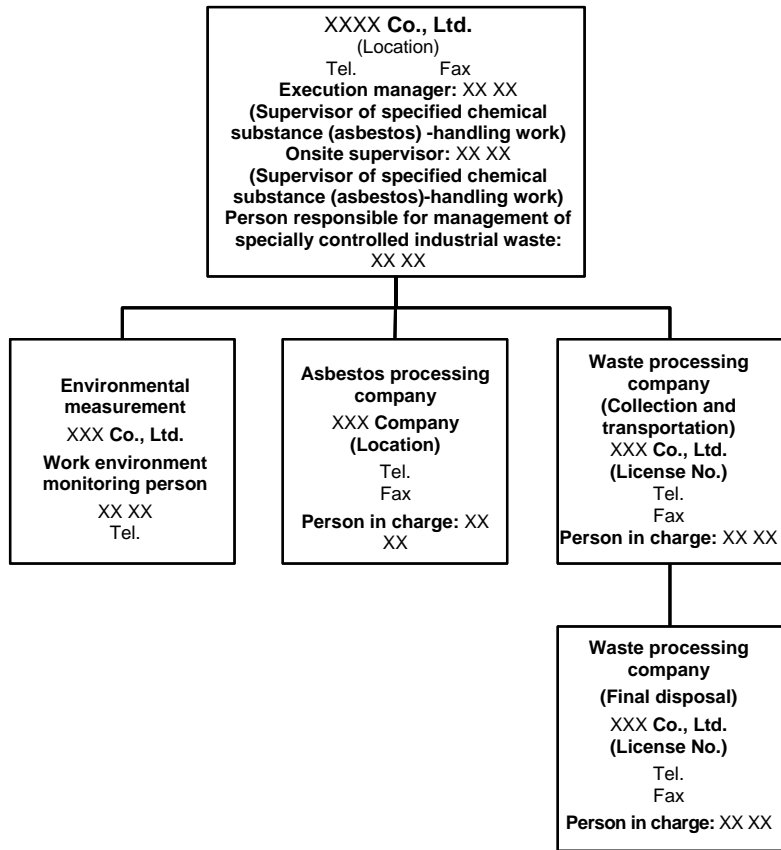 XXXX Co., Ltd.
(Location)
Tel. Fax
Execution manager: XX XX
(Supervisor of specified chemical
substance (asbestos) -handling work)
Onsite supervisor: XX XX
(Supervisor of specified chemical
substance (asbestos)-handling work)
Person responsible for management of
specially controlled industrial waste:
XX XX
Environmental
measurement
XXX Co., Ltd.
Work environment
monitoring person
XX XX
Tel.
Asbestos processing
company
XXX Company
(Location)
Tel.
Fax
Person in charge: XX
XX
Waste processing
company
(Collection and
transportation)
XXX Co., Ltd.
(License No.)
Tel.
Fax
Person in charge: XX XX
Waste processing
company
(Final disposal)
XXX Co., Ltd.
(License No.)
Tel.
Fax
Person in charge: XX XX